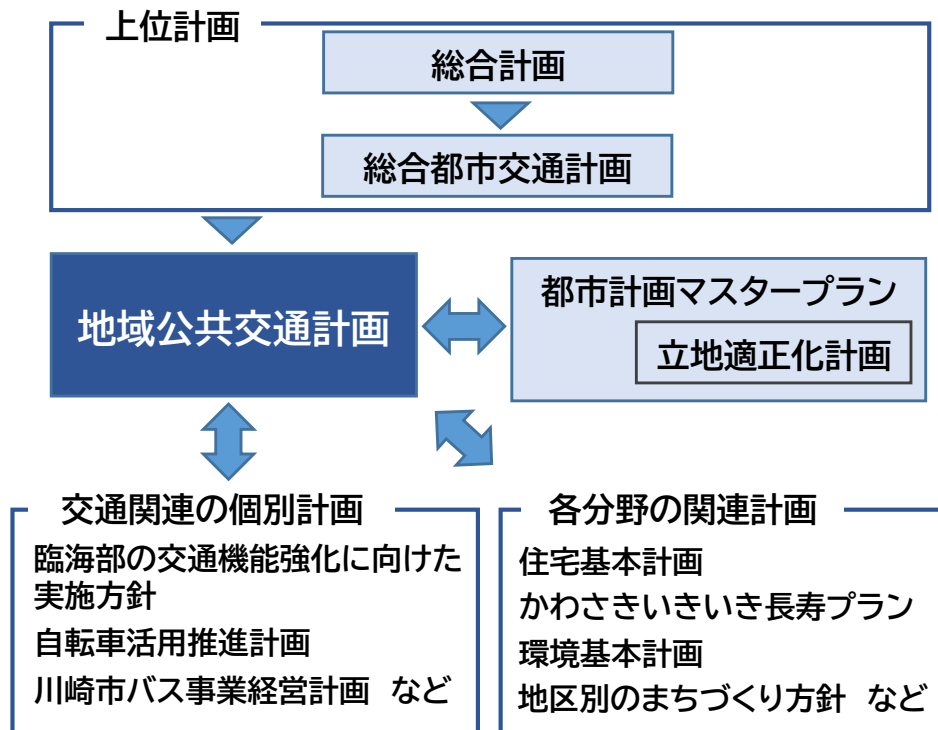 上位計画
総合計画
総合都市交通計画
地域公共交通計画
都市計画マスタープラン
立地適正化計画
交通関連の個別計画
臨海部の交通機能強化に向けた
実施方針
自転車活用推進計画
川崎市バス事業経営計画 など
各分野の関連計画
住宅基本計画
かわさきいきいき長寿プラン
環境基本計画
地区別のまちづくり方針 など